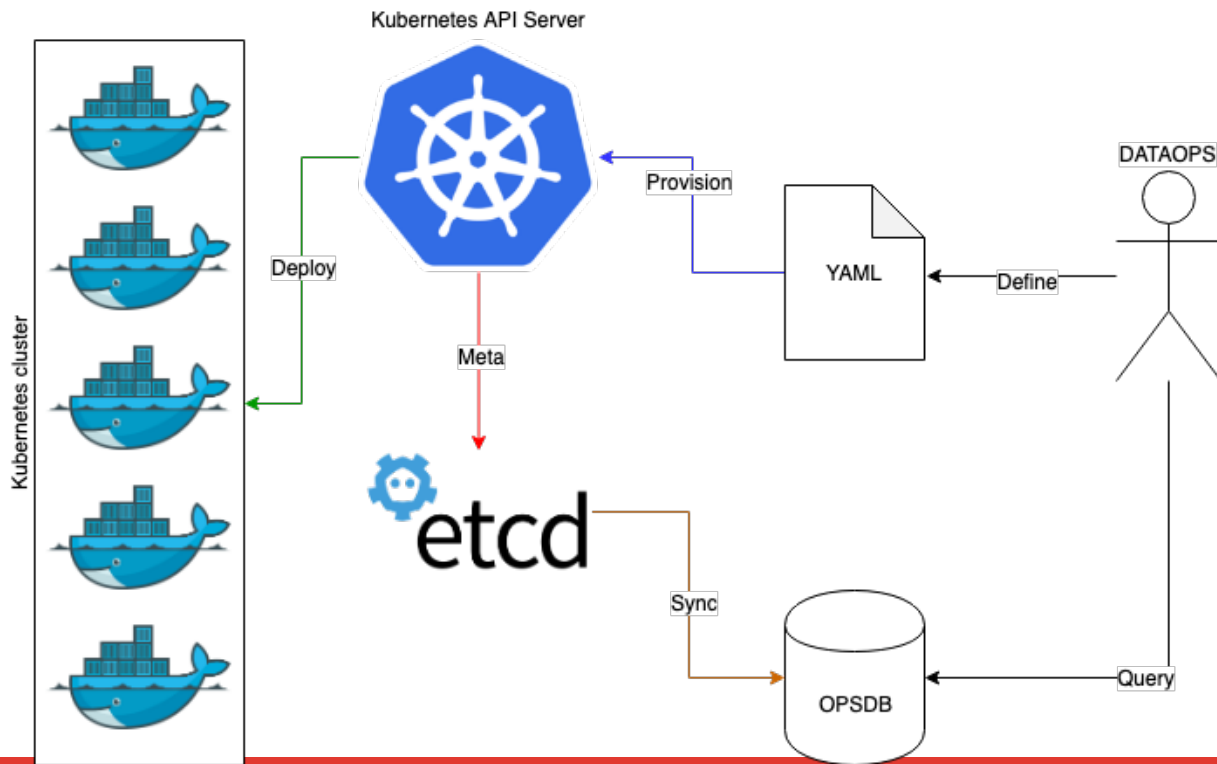 Kubernetes API Server
DATAOPS
Provision
YAML
Define
Deploy
Meta
Kubernetes cluster
etcd
Sync
OPSDB
Query